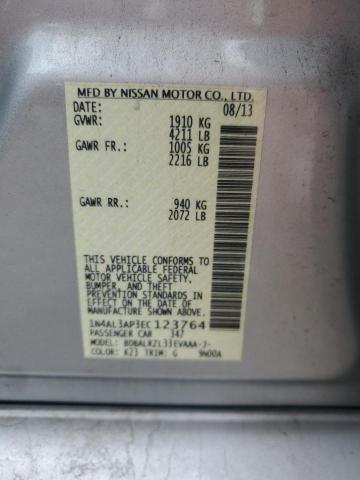 MFD BY NISSAN MOTOR CO., LTD.
DATE: 08/13
GVWR: 1910 KG
4211 LB
GAWR FR.: 1005 KG
2216 LB
GAWR RR.: 940 KG
2072 LB
THIS VEHICLE CONFORMS TO
ALL APPLICABLE FEDERAL
MOTOR VEHICLE SAFETY,
BUMPER, AND THEFT
PREVENTION STANDARDS
IN EFFECT ON THE DATE OF
MANUFACTURE SHOWN ABOVE.
1N4AL3AP3EC123764
PASSENGER CAR 347
MODEL: BDBALRZL33EVAAA-J-
COLOR: K23 TRIM: G 9N00A